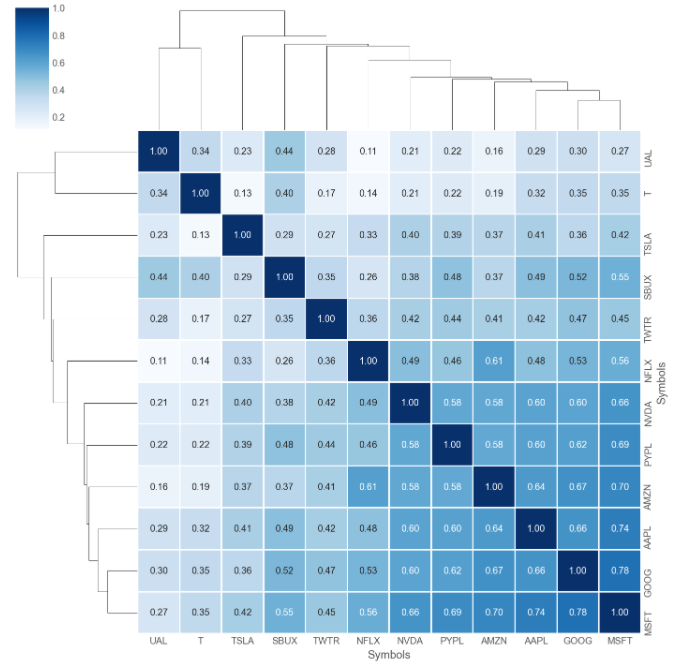 1.0
0.8
0.6
0.4
0.2
1.00 0.34 0.23 0.44 0.28 0.11 0.21 0.22 0.16 0.29 0.30 0.27 UAL
0.34 1.00 0.13 0.40 0.17 0.14 0.21 0.22 0.19 0.32 0.35 0.35 T
0.23 0.13 1.00 0.29 0.27 0.33 0.40 0.39 0.37 0.41 0.36 0.42 TSLA
0.44 0.40 0.29 1.00 0.35 0.26 0.38 0.48 0.37 0.49 0.52 0.55 SBUX
0.28 0.17 0.27 0.35 1.00 0.36 0.42 0.44 0.41 0.42 0.47 0.45 TWTR
0.11 0.14 0.33 0.26 0.36 1.00 0.49 0.46 0.61 0.48 0.53 0.56 NFLX
Symbols
0.21 0.21 0.40 0.38 0.42 0.49 1.00 0.58 0.58 0.60 0.60 0.66 NVDA
0.22 0.22 0.39 0.48 0.44 0.46 0.58 1.00 0.58 0.60 0.62 0.69 PYPL
0.16 0.19 0.37 0.37 0.41 0.61 0.58 0.58 1.00 0.64 0.67 0.70 AMZN
0.29 0.32 0.41 0.49 0.42 0.48 0.60 0.60 0.64 1.00 0.66 0.74 AAPL
0.30 0.35 0.36 0.52 0.47 0.53 0.60 0.62 0.67 0.66 1.00 0.78 GOOG
0.27 0.35 0.42 0.55 0.45 0.56 0.66 0.69 0.70 0.74 0.78 1.00 MSFT
UAL T TSLA SBUX TWTR NFLX NVDA PYPL AMZN AAPL GOOG MSFT
Symbols